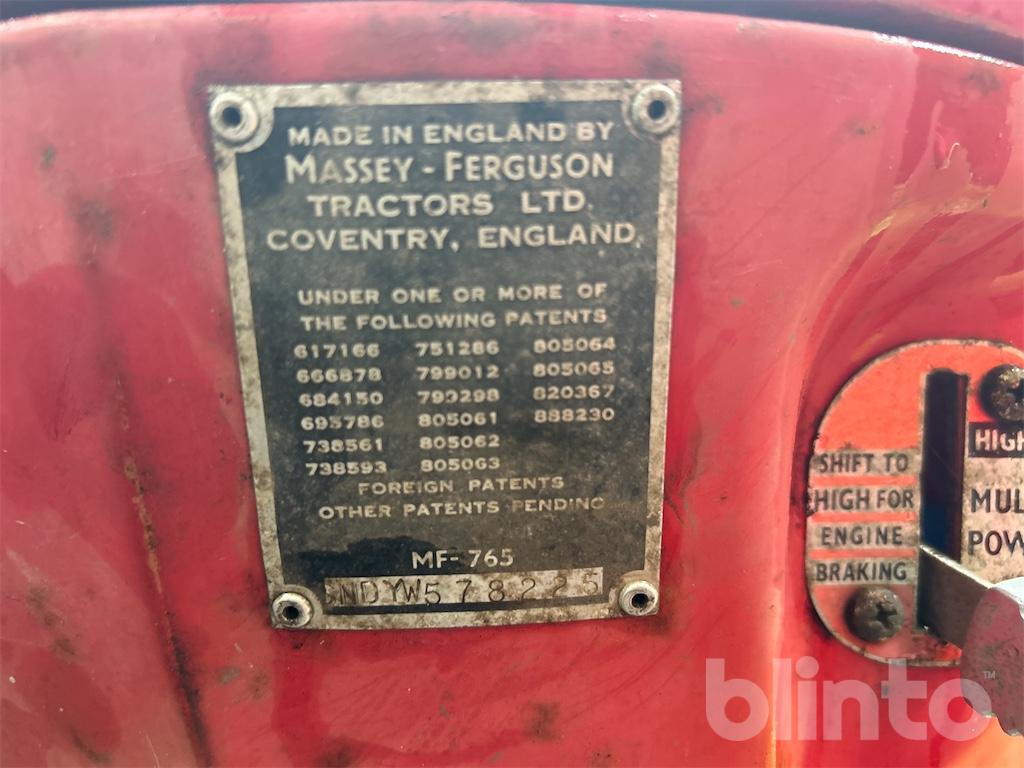 MADE IN ENGLAND BY
MASSEY-FERGUSON
TRACTORS LTD.
COVENTRY, ENGLAND.
UNDER ONE OR MORE OF
THE FOLLOWING PATENTS
617166 751286 805064
666878 799012 805065
684150 799298 820367
695786 805061 888230
738561 805062
738593 805063
FOREIGN PATENTS
OTHER PATENTS PENDING
MF-765
SNDYW578225
SHIFT TO
HIGH FOR
ENGINE
BRAKING
HIGH
MUL
POW
blinto™